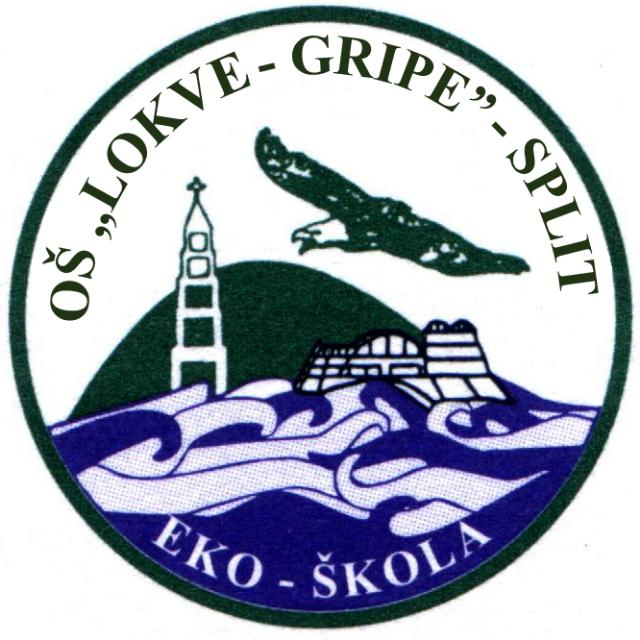 OŠ „LOKVE - GRIPE” - SPLIT
EKO - ŠKOLA